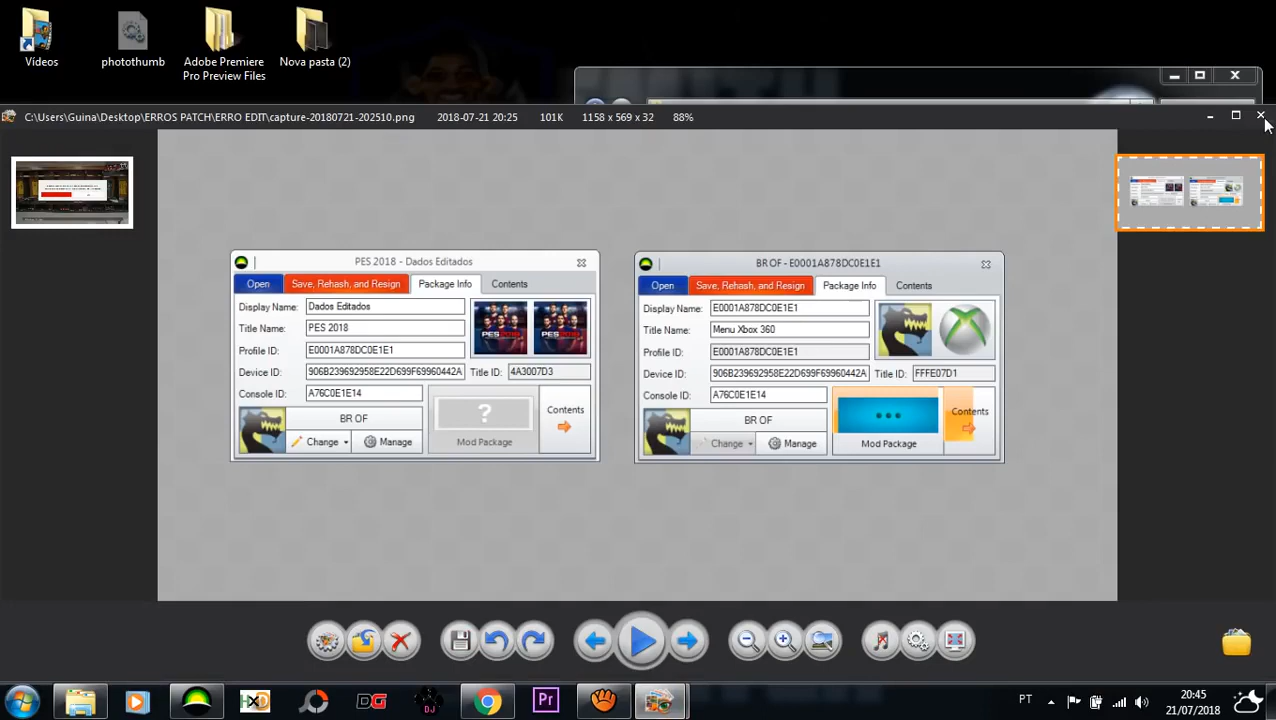 Vídeos
photothumb
Adobe Premiere
Pro Preview Files
Nova pasta (2)
C:\Users\Guina\Desktop\ERROS PATCH\ERRO EDIT\capture-20180721-202510.png 2018-07-21 20:25 101K 1158 x 569 x 32 88%
PES 2018 - Dados Editados
Open Save, Rehash, and Resign Package Info Contents
Display Name: Dados Editados
Title Name: PES 2018
Profile ID: E0001A878DC0E1E1
Device ID: 906B239692958E22D699F69960442A Title ID: 4A3007D3
Console ID: A76C0E1E14
BR OF
Change Manage
?
Mod Package
Contents
BR OF - E0001A878DC0E1E1
Open Save, Rehash, and Resign Package Info Contents
Display Name: E0001A878DC0E1E1
Title Name: Menu Xbox 360
Profile ID: E0001A878DC0E1E1
Device ID: 906B239692958E22D699F69960442A Title ID: FFFE07D1
Console ID: A76C0E1E14
BR OF
Change Manage
Mod Package
Contents
HXD
DG
DJ
Pr
PT
20:45
21/07/2018